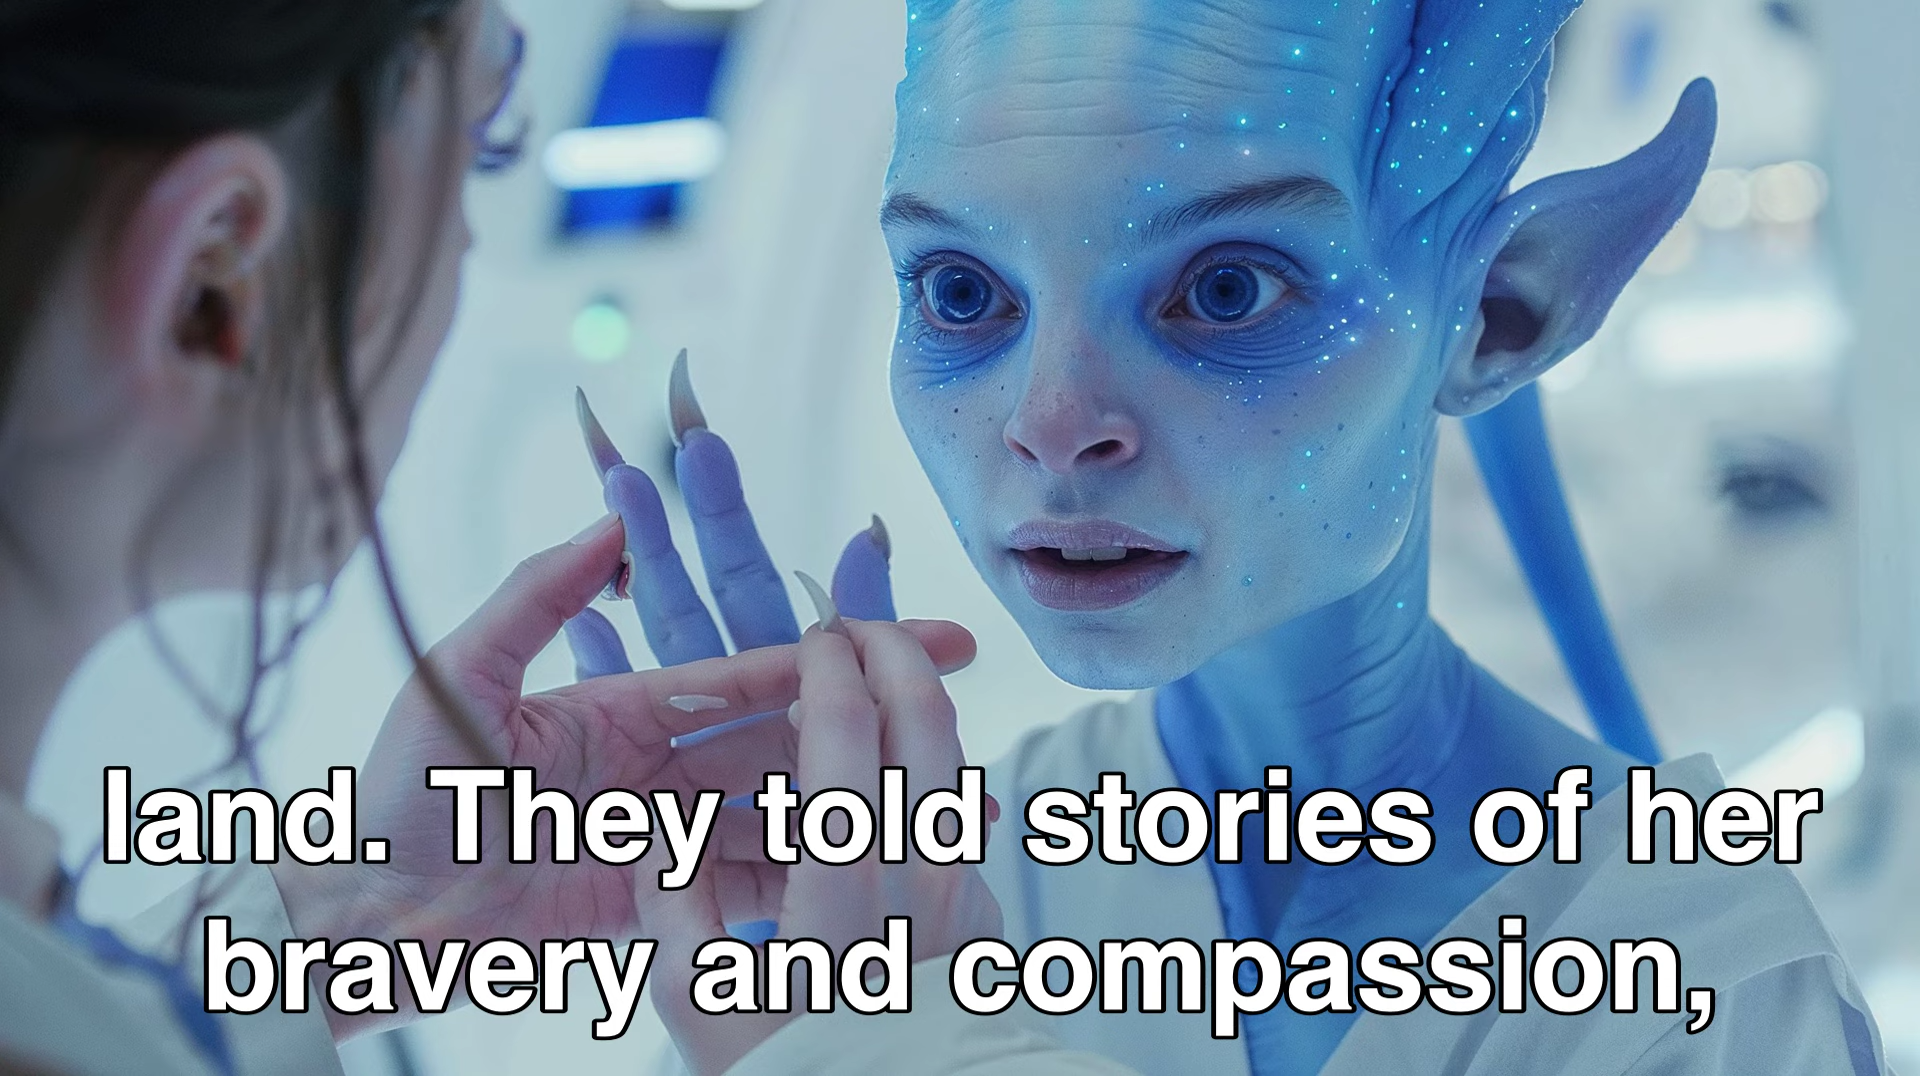 land. They told stories of her
bravery and compassion,